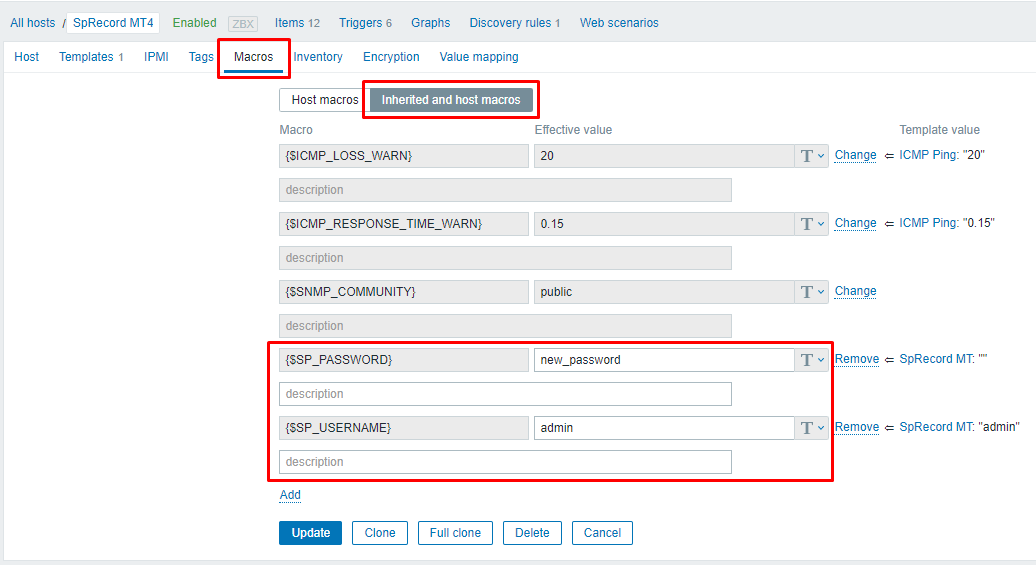 All hosts / SpRecord MT4 Enabled ZBX Items 12 Triggers 6 Graphs Discovery rules 1 Web scenarios
Host Templates 1 IPMI Tags Macros Inventory Encryption Value mapping
Host macros Inherited and host macros
Macro Effective value Template value
{$ICMP_LOSS_WARN} 20 T Change ⇐ ICMP Ping: "20"
description
{$ICMP_RESPONSE_TIME_WARN} 0.15 T Change ⇐ ICMP Ping: "0.15"
description
{$SNMP_COMMUNITY} public T Change
description
{$SP_PASSWORD} new_password T Remove ⇐ SpRecord MT: ""
description
{$SP_USERNAME} admin T Remove ⇐ SpRecord MT: "admin"
description
Add
Update Clone Full clone Delete Cancel